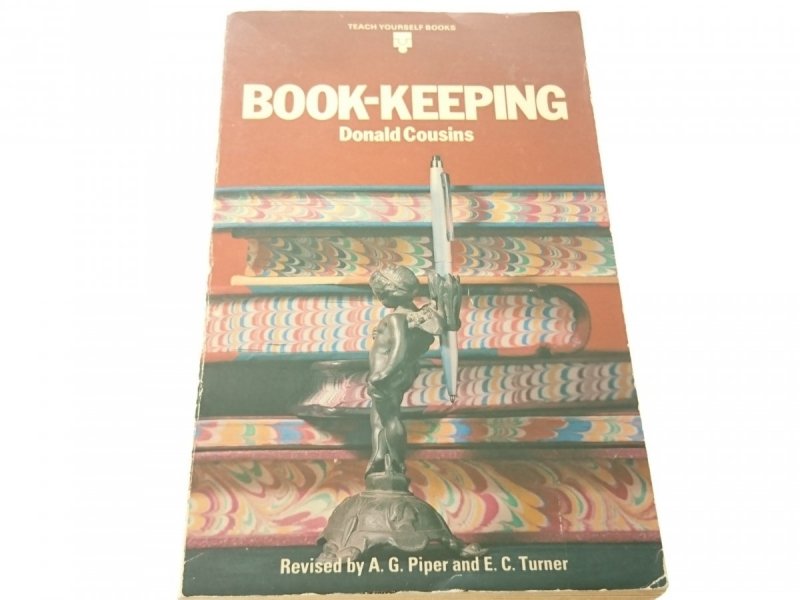 TEACH YOURSELF BOOKS
BOOK-KEEPING
Donald Cousins
Revised by A. G. Piper and E. C. Turner